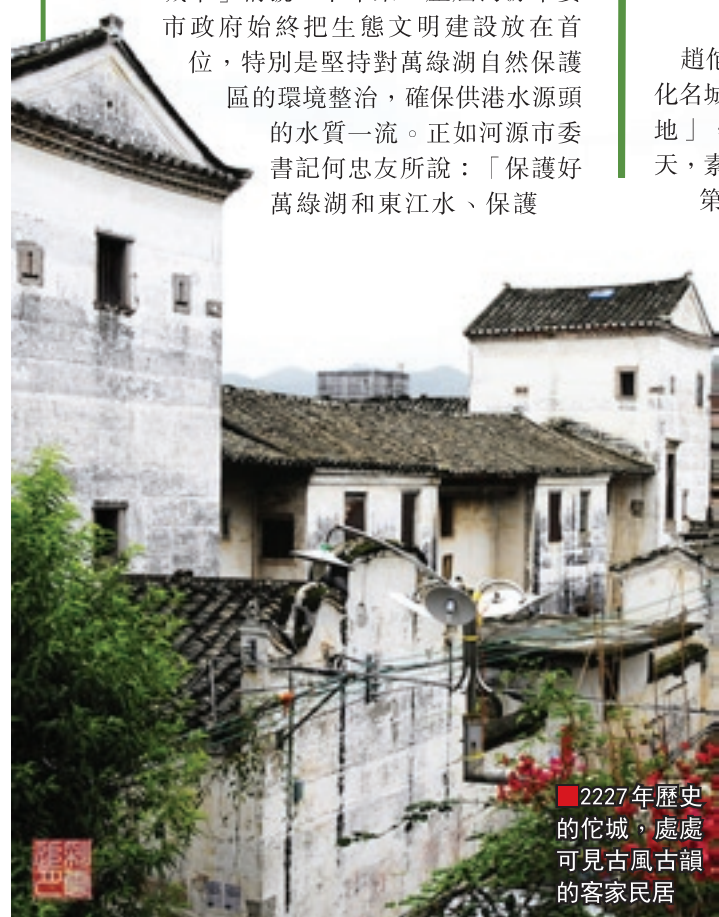 市政府始終把生態文明建設放在首
位，特別是堅持對萬綠湖自然保護
區的環境整治，確保供港水源頭
的水質一流。正如河源市委
書記何忠友所說：「保護好
萬綠湖和東江水、保護
趙佗
化名城
地」
天，素
第
■2227年歷史
的佗城，處處
可見古風古韻
的客家民居